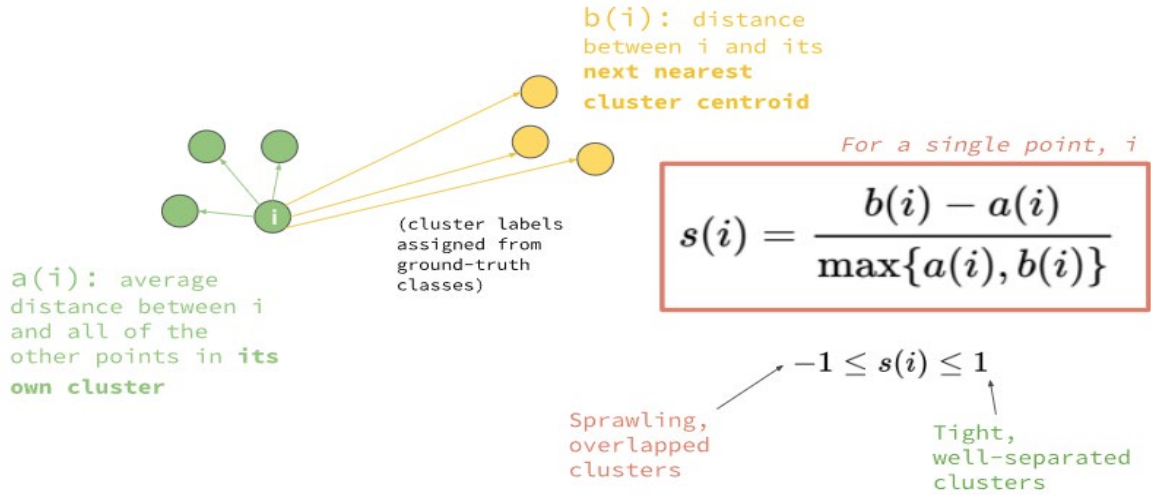 b(i): distance
between i and its
next nearest
cluster centroid
For a single point, i
i
s(i) = \frac{b(i) - a(i)}{\max\{a(i), b(i)\}}
(cluster labels
assigned from
ground-truth
classes)
a(i): average
distance between i
and all of the
other points in its
own cluster
-1 ≤ s(i) ≤ 1
Sprawling,
overlapped
clusters
Tight,
well-separated
clusters